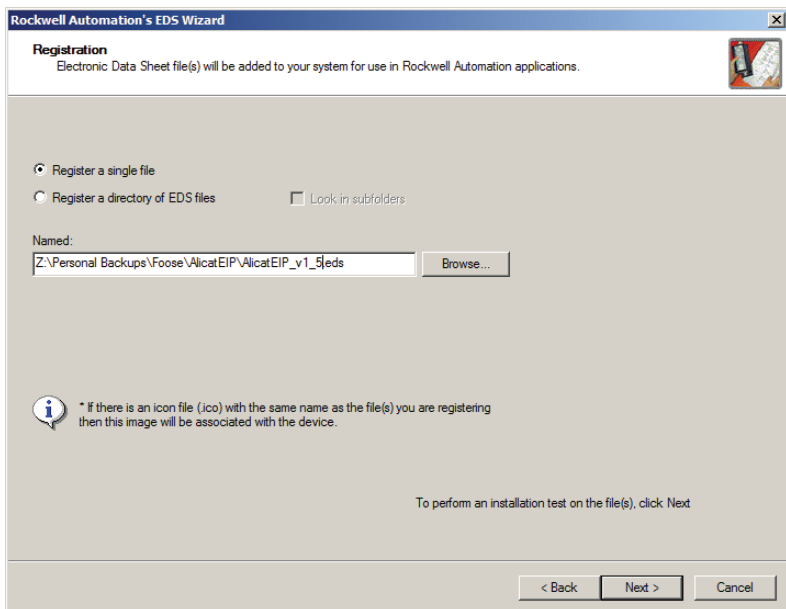 Rockwell Automation's EDS Wizard
Registration
Electronic Data Sheet file(s) will be added to your system for use in Rockwell Automation applications.
Register a single file
Register a directory of EDS files
Look in subfolders
Named:
Z:\Personal Backups\Foose\AlicatEIP\AlicatEIP_v1_5.eds
Browse...
* If there is an icon file (.ico) with the same name as the file(s) you are registering
then this image will be associated with the device.
To perform an installation test on the file(s), click Next
< Back
Next >
Cancel